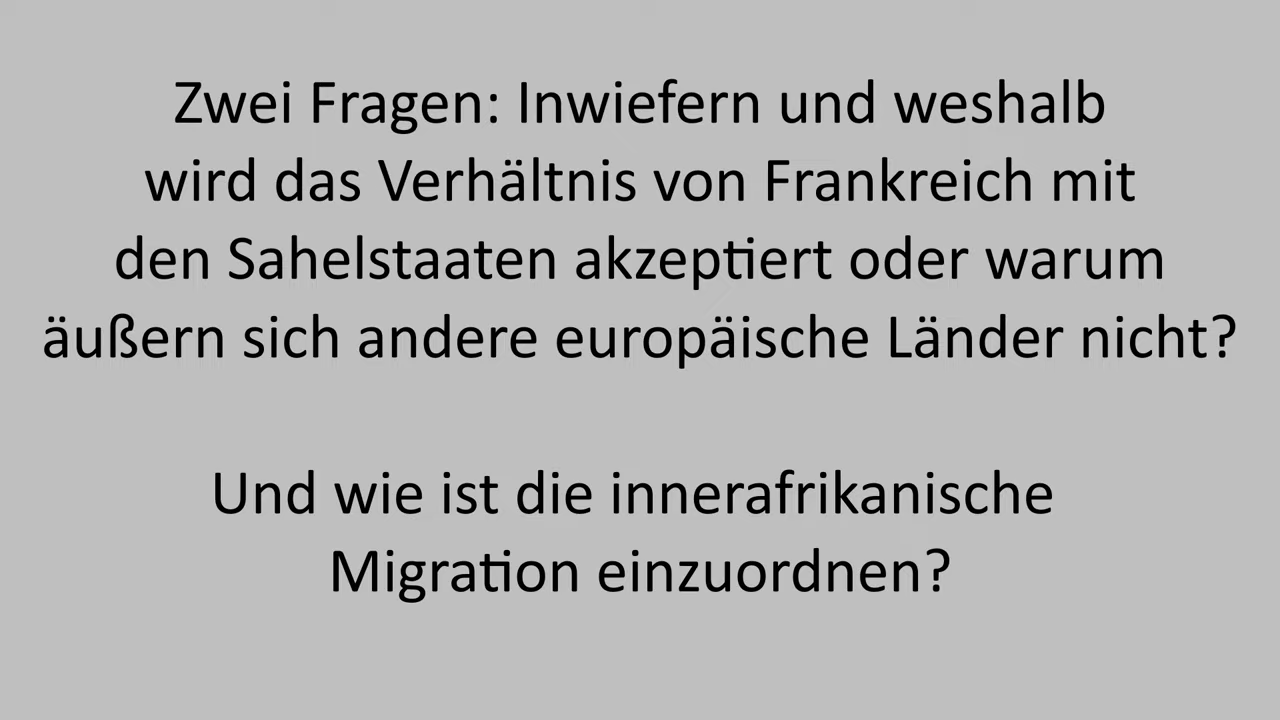 Zwei Fragen: Inwiefern und weshalb
wird das Verhältnis von Frankreich mit
den Sahelstaaten akzeptiert oder warum
äußern sich andere europäische Länder nicht?
Und wie ist die innerafrikanische
Migration einzuordnen?